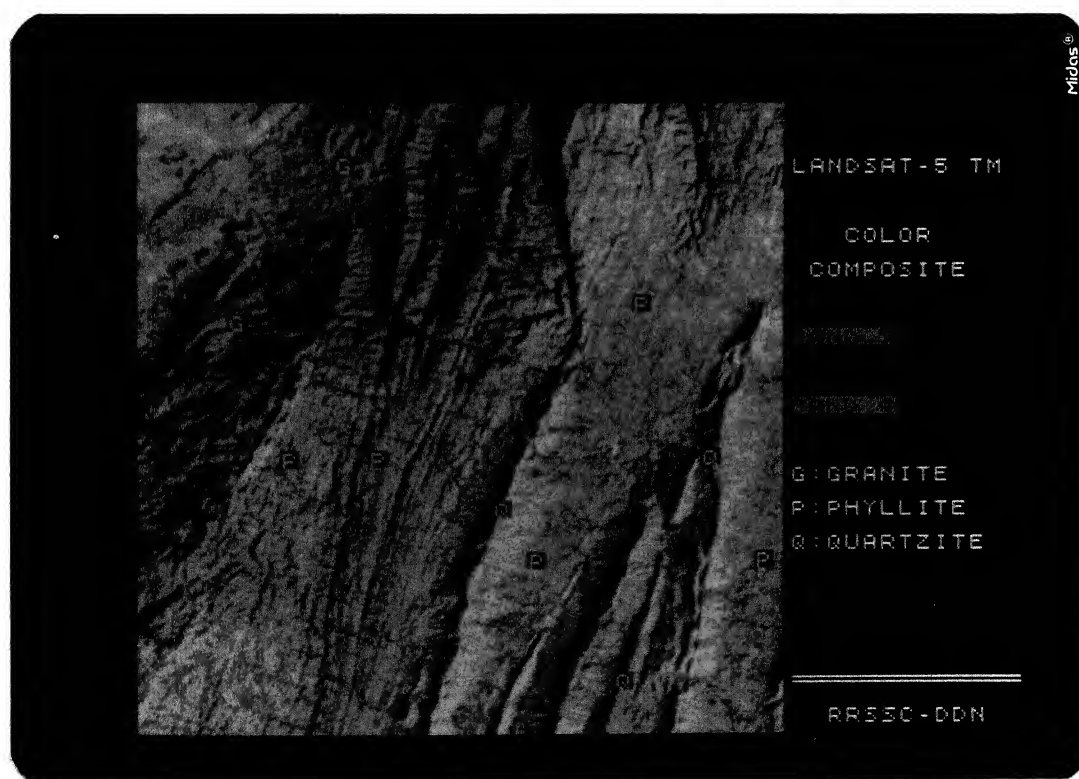 Midas®
LANDSAT-5 TM
COLOR
COMPOSITE
G:GRANITE
P:PHYLLITE
Q:QUARTZITE
RRSSC-DDN
G
P
G
P
P
Q
Q
P
P
Q